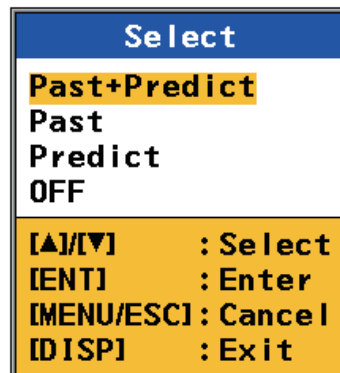 Select
Past+Predict
Past
Predict
OFF
[▲]/[▼] : Select
[ENT] : Enter
[MENU/ESC] : Cancel
[DISP] : Exit